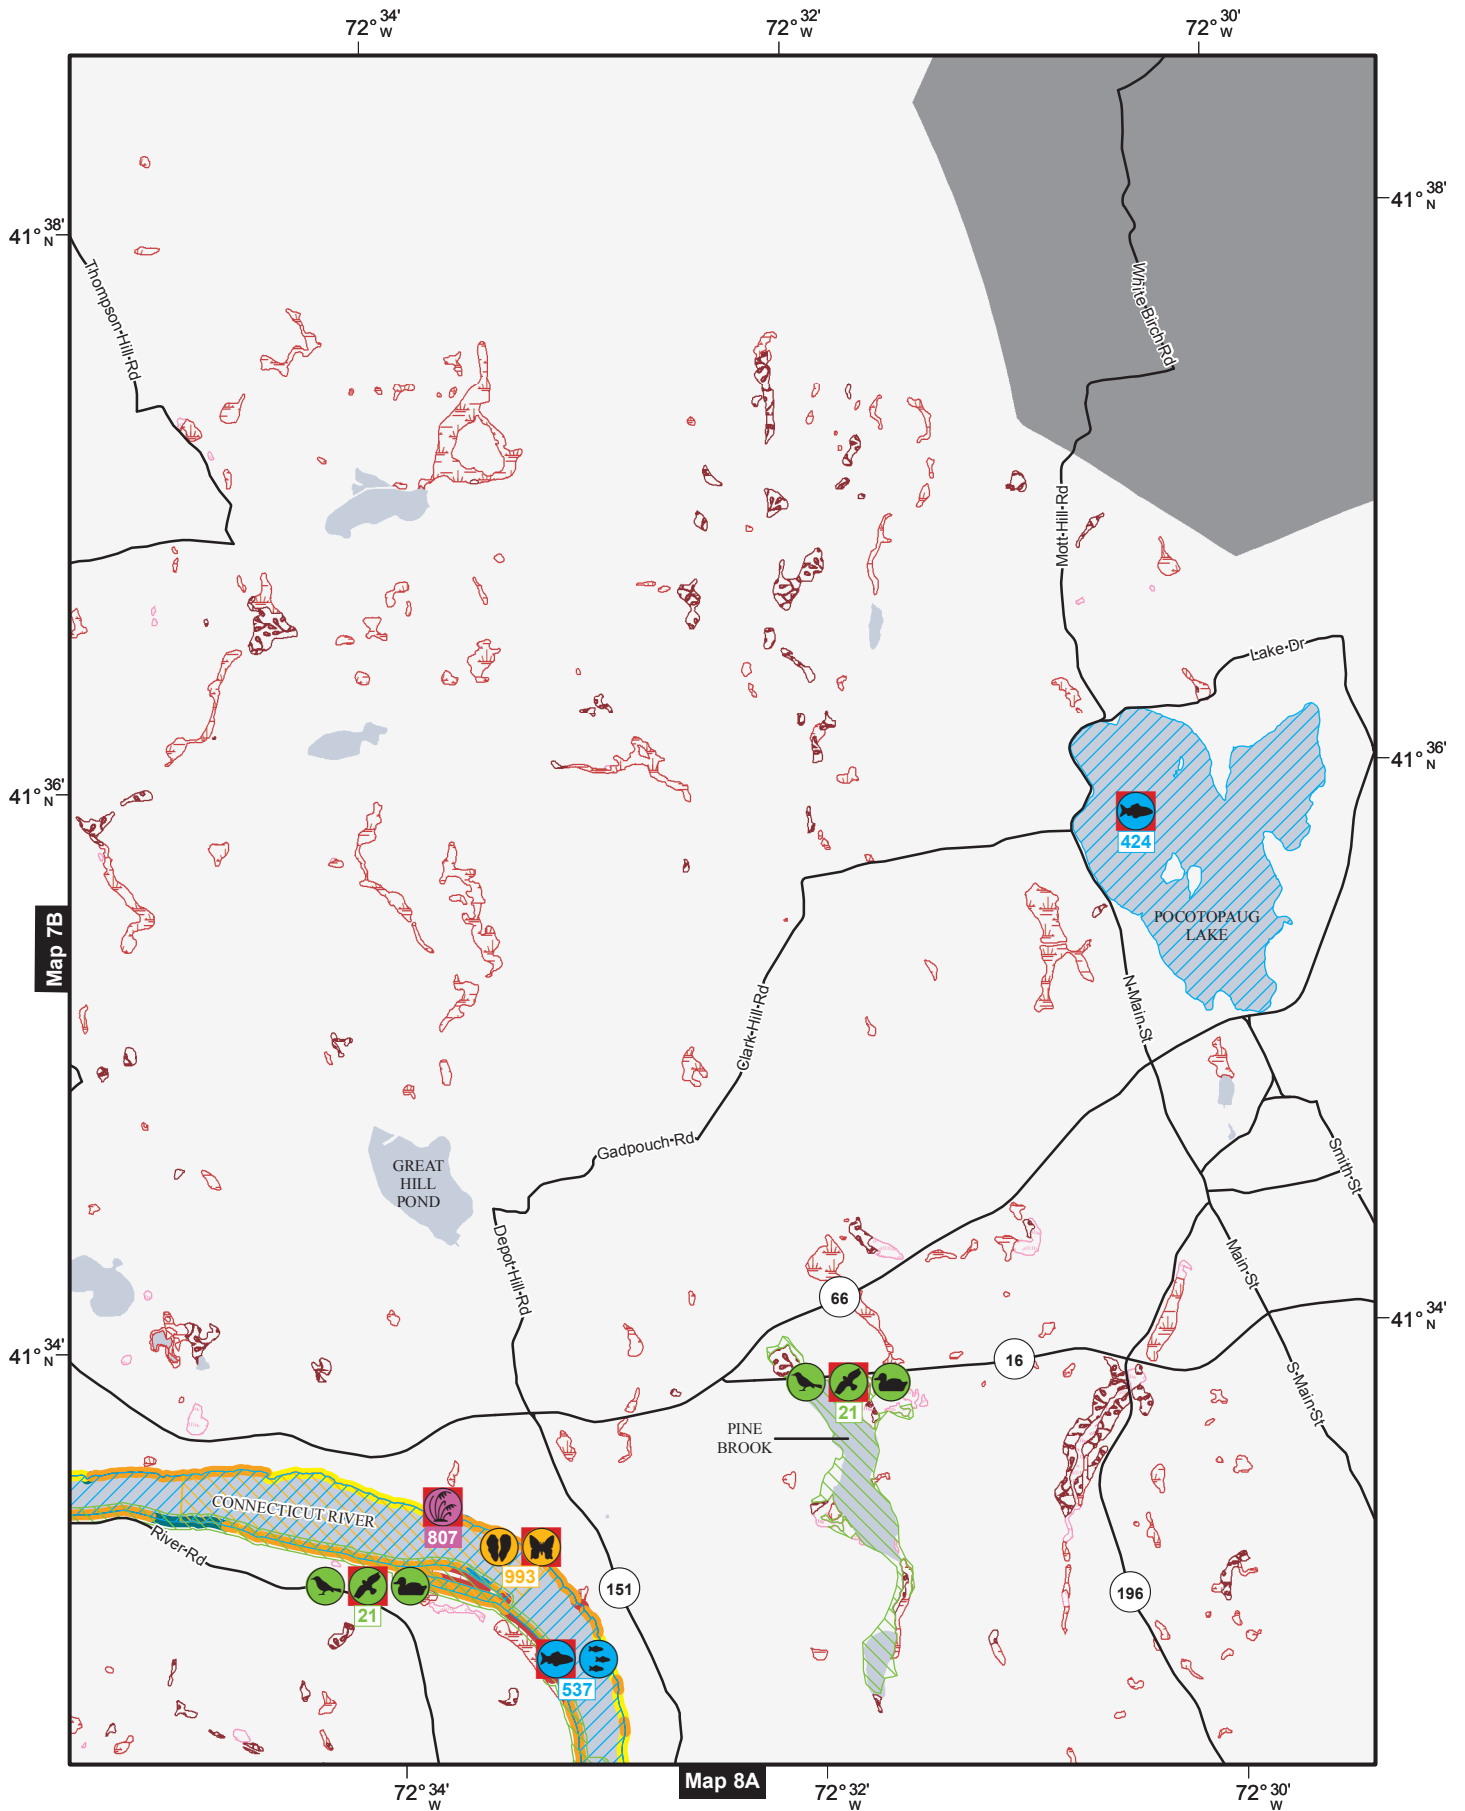 72° 34' W
72° 32' W
72° 30' W
41° 38' N
41° 38' N
Thompson Hill Rd
White Birch Rd
Mott Hill Rd
Lake Dr
41° 36' N
41° 36' N
424
POCOTOPAUG
LAKE
Map 7B
N Main St
Clark Hill Rd
Gadpouch Rd
Smith St
GREAT
HILL
POND
Depot Hill Rd
Main St
66
41° 34' N
41° 34' N
16
S Main St
21
PINE
BROOK
CONNECTICUT RIVER
807
River Rd
993
151
196
21
537
Map 8A
72° 34' W
72° 32' W
72° 30' W